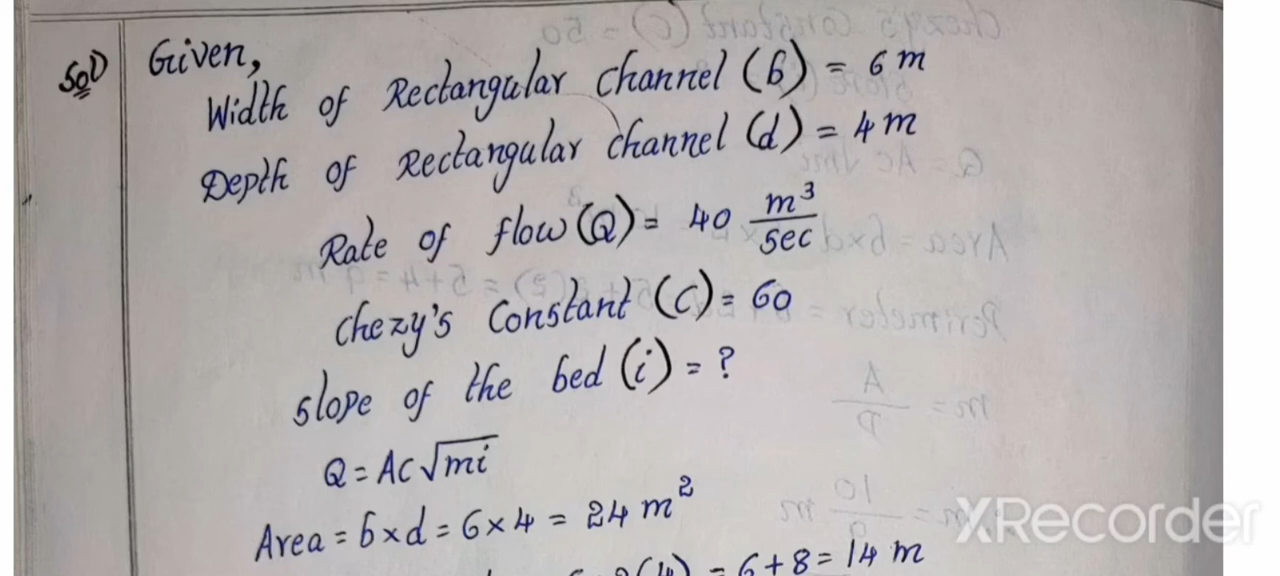 Sol)
Given,
Width of Rectangular channel (b) = 6 m
Depth of Rectangular channel (d) = 4 m
Rate of flow (Q) = 40 m³/sec
Chezy's Constant (C) = 60
slope of the bed (i) = ?
Q = AC√mi
Area = b×d = 6×4 = 24 m²
= 6+8 = 14 m
XRecorder